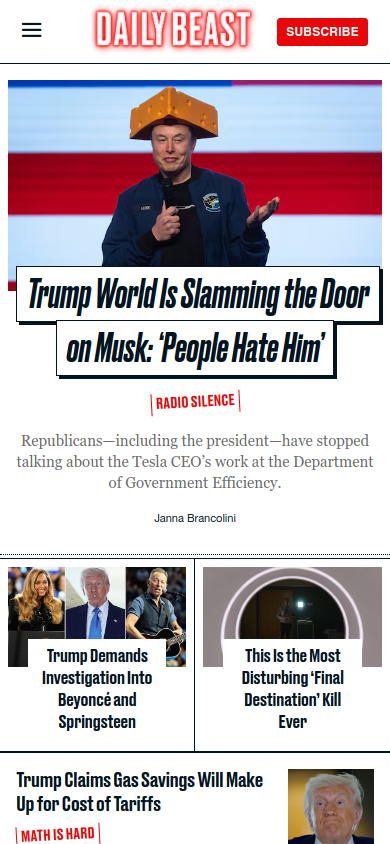 DAILY BEAST
SUBSCRIBE
Trump World Is Slamming the Door
on Musk: ‘People Hate Him’
RADIO SILENCE
Republicans—including the president—have stopped
talking about the Tesla CEO’s work at the Department
of Government Efficiency.
Janna Brancolini
Trump Demands
Investigation Into
Beyoncé and
Springsteen
This Is the Most
Disturbing ‘Final
Destination’ Kill
Ever
Trump Claims Gas Savings Will Make
Up for Cost of Tariffs
MATH IS HARD